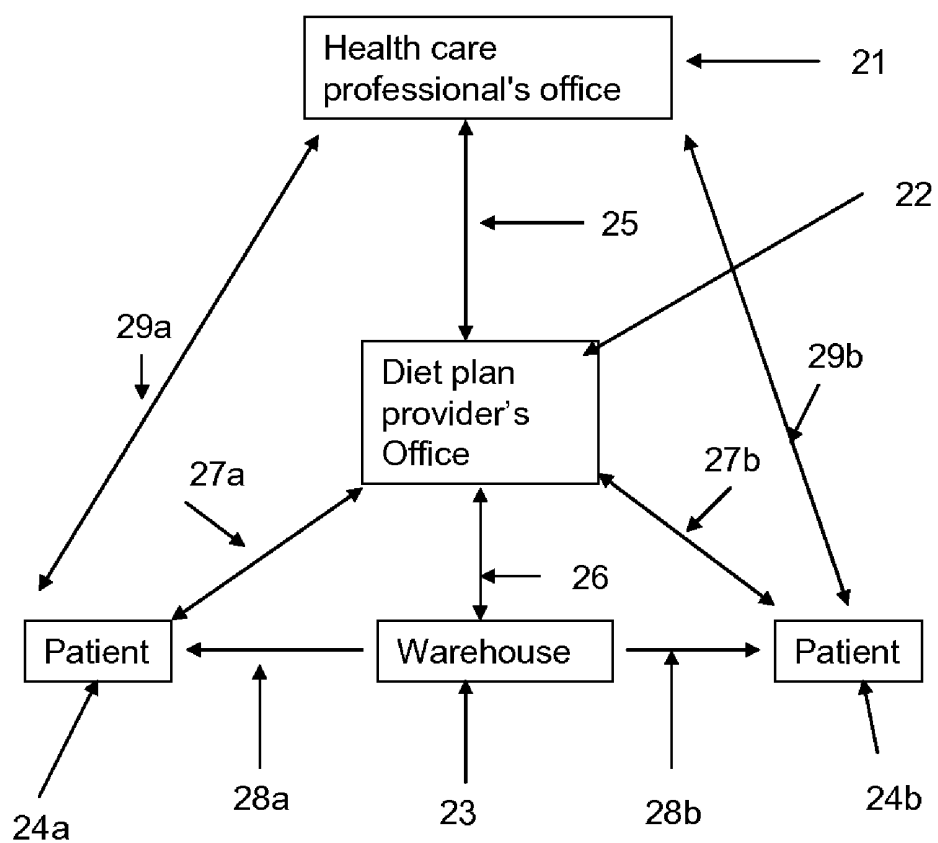 Health care
professional's office
21
22
25
29a
Diet plan
provider’s
Office
29b
27a
27b
26
Patient
Warehouse
Patient
28a
23
28b
24b
24a